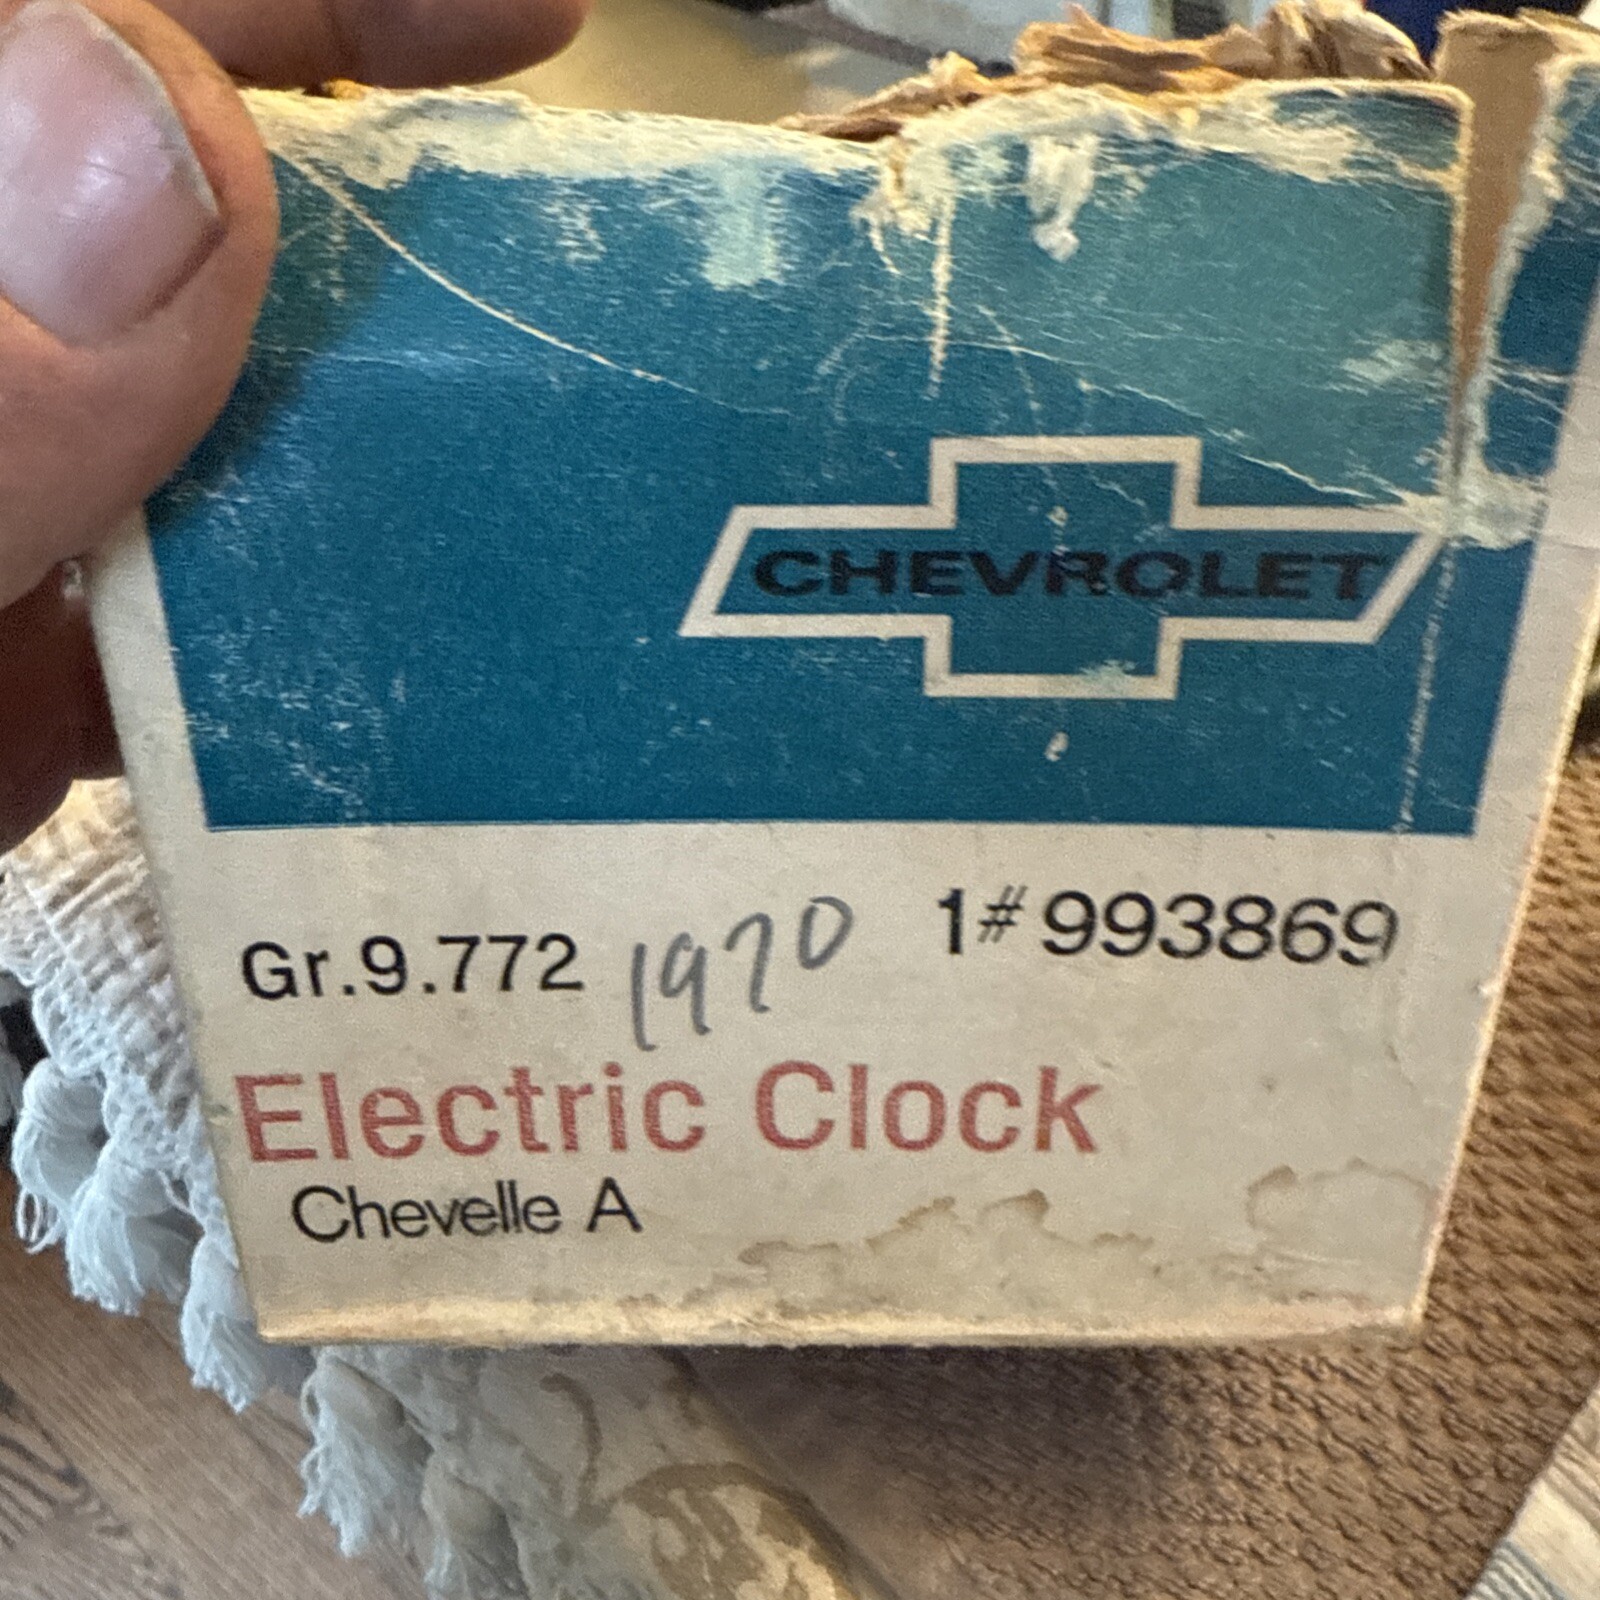 CHEVROLET
Gr.9.772 1970 1# 993869
Electric Clock
Chevelle A